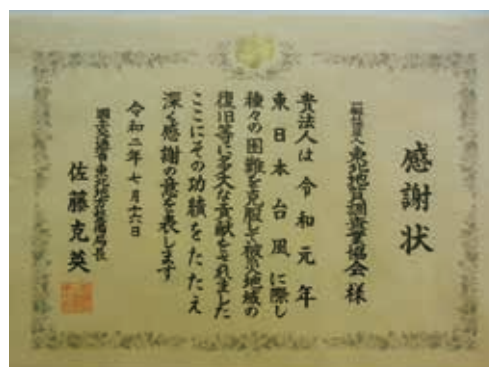 感謝状
一般社団法人 東北地質調査業協会 様
貴法人は令和元年
東日本台風に際し
種々の困難を克服し被災地域の
復旧等に多大な貢献をされました
ここにその功績をたたえ
深く感謝の意を表します
令和二年七月十六日
国土交通省東北地方整備局長
佐藤克英